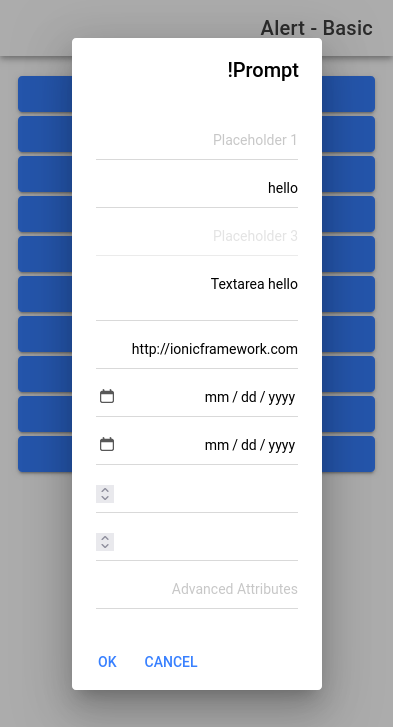 Alert - Basic
!Prompt
Placeholder 1
hello
Placeholder 3
Textarea hello
http://ionicframework.com
mm / dd / yyyy
mm / dd / yyyy
Advanced Attributes
OK CANCEL